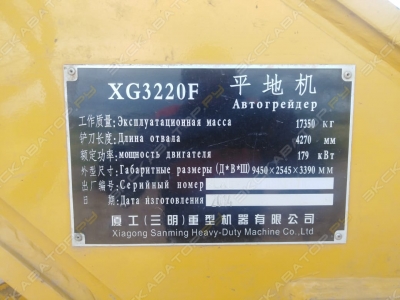 XG3220F 平地机
Автогрейдер
工作质量: Эксплуатационная масса 17350 кг
铲刀长度: Длина отвала 4270 мм
额定功率: мощность двигателя 179 кВт
外型尺寸: Габаритные размеры (Д*В*Ш) 9450×2545×3390 мм
出厂编号: Серийный номер
日 期: Дата изготовления
厦工(三明)重型机器有限公司
Xiagong Sanming Heavy-Duty Machine Co.,Ltd
ЭКСКАВАТОР.РУ